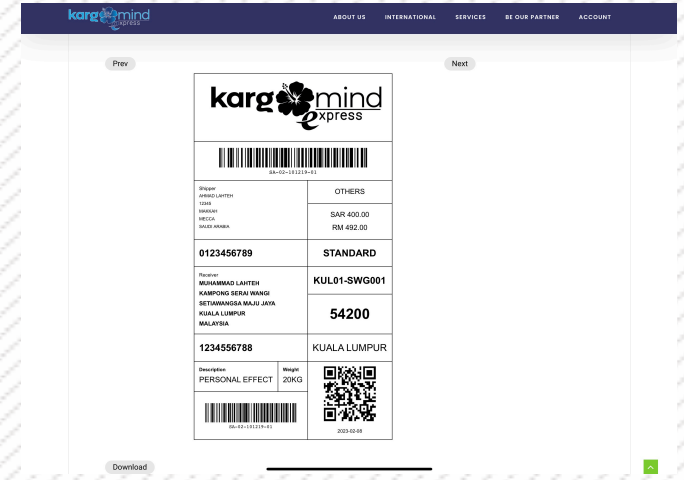 kargomind
express
ABOUT US INTERNATIONAL SERVICES BE OUR PARTNER ACCOUNT
Prev Next
kargomind
express
SA-02-101219-01
Shipper
AHMAD LAHTEH
12345
MAKKAH
MECCA
SAUDI ARABIA
OTHERS
SAR 400.00
RM 492.00
0123456789 STANDARD
Receiver
MUHAMMAD LAHTEH
KAMPONG SERAI WANGI
SETIAWANGSA MAJU JAYA
KUALA LUMPUR
MALAYSIA
KUL01-SWG001
54200
1234556788 KUALA LUMPUR
Description Weight
PERSONAL EFFECT 20KG
SA-02-101219-01
2023-02-08
Download